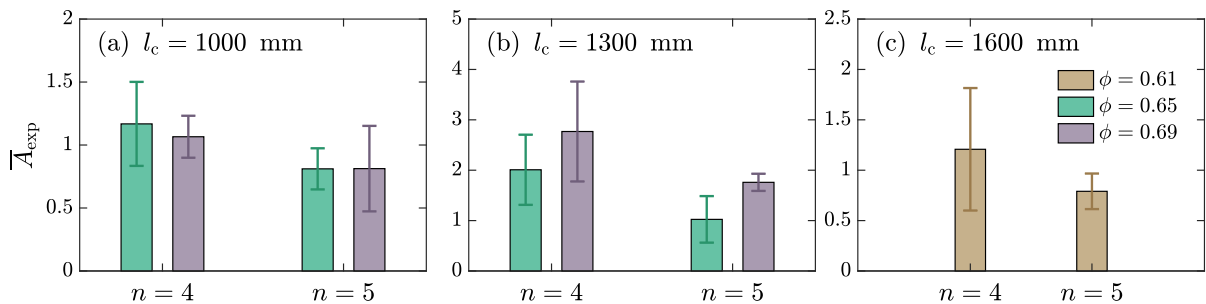 (a) l_c = 1000 mm
(b) l_c = 1300 mm
(c) l_c = 1600 mm
A̅_exp
2
1.5
1
0.5
0
n = 4
n = 5
5
4
3
2
1
0
n = 4
n = 5
2.5
2
1.5
1
0.5
0
n = 4
n = 5
ϕ = 0.61
ϕ = 0.65
ϕ = 0.69